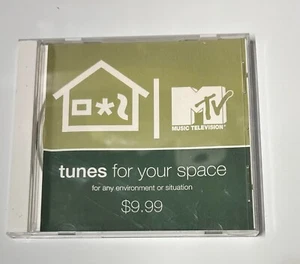 MTV
MUSIC TELEVISION
tunes for your space
for any environment or situation
$9.99